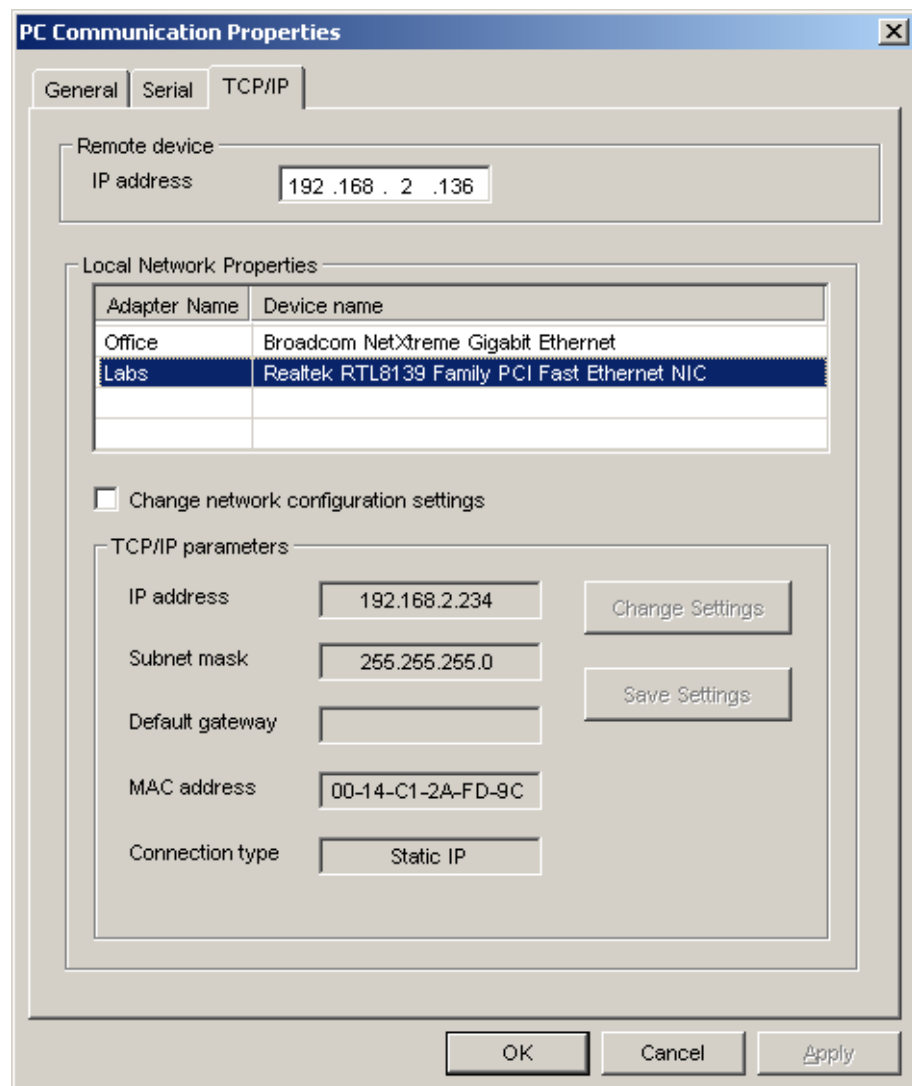 PC Communication Properties
General Serial TCP/IP
Remote device
IP address 192 .168 . 2 .136
Local Network Properties
Adapter Name Device name
Office Broadcom NetXtreme Gigabit Ethernet
Labs Realtek RTL8139 Family PCI Fast Ethernet NIC
Change network configuration settings
TCP/IP parameters
IP address 192.168.2.234 Change Settings
Subnet mask 255.255.255.0 Save Settings
Default gateway
MAC address 00-14-C1-2A-FD-9C
Connection type Static IP
OK Cancel Apply